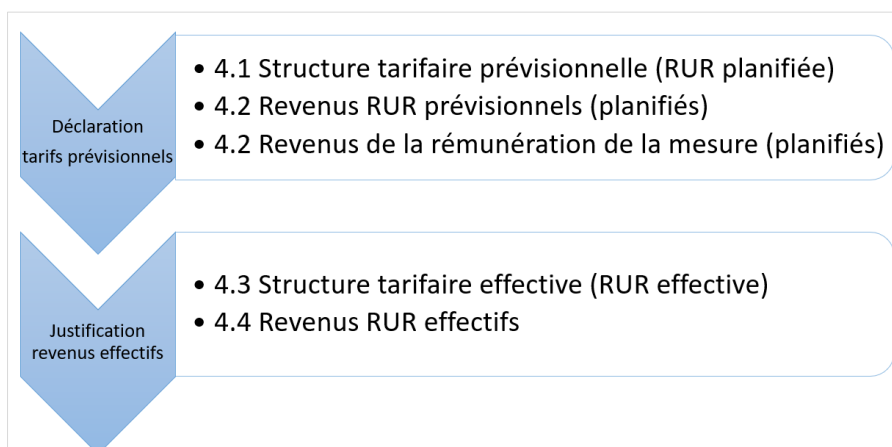 Déclaration
tarifs prévisionnels
• 4.1 Structure tarifaire prévisionnelle (RUR planifiée)
• 4.2 Revenus RUR prévisionnels (planifiés)
• 4.2 Revenus de la rémunération de la mesure (planifiés)
Justification
revenus effectifs
• 4.3 Structure tarifaire effective (RUR effective)
• 4.4 Revenus RUR effectifs